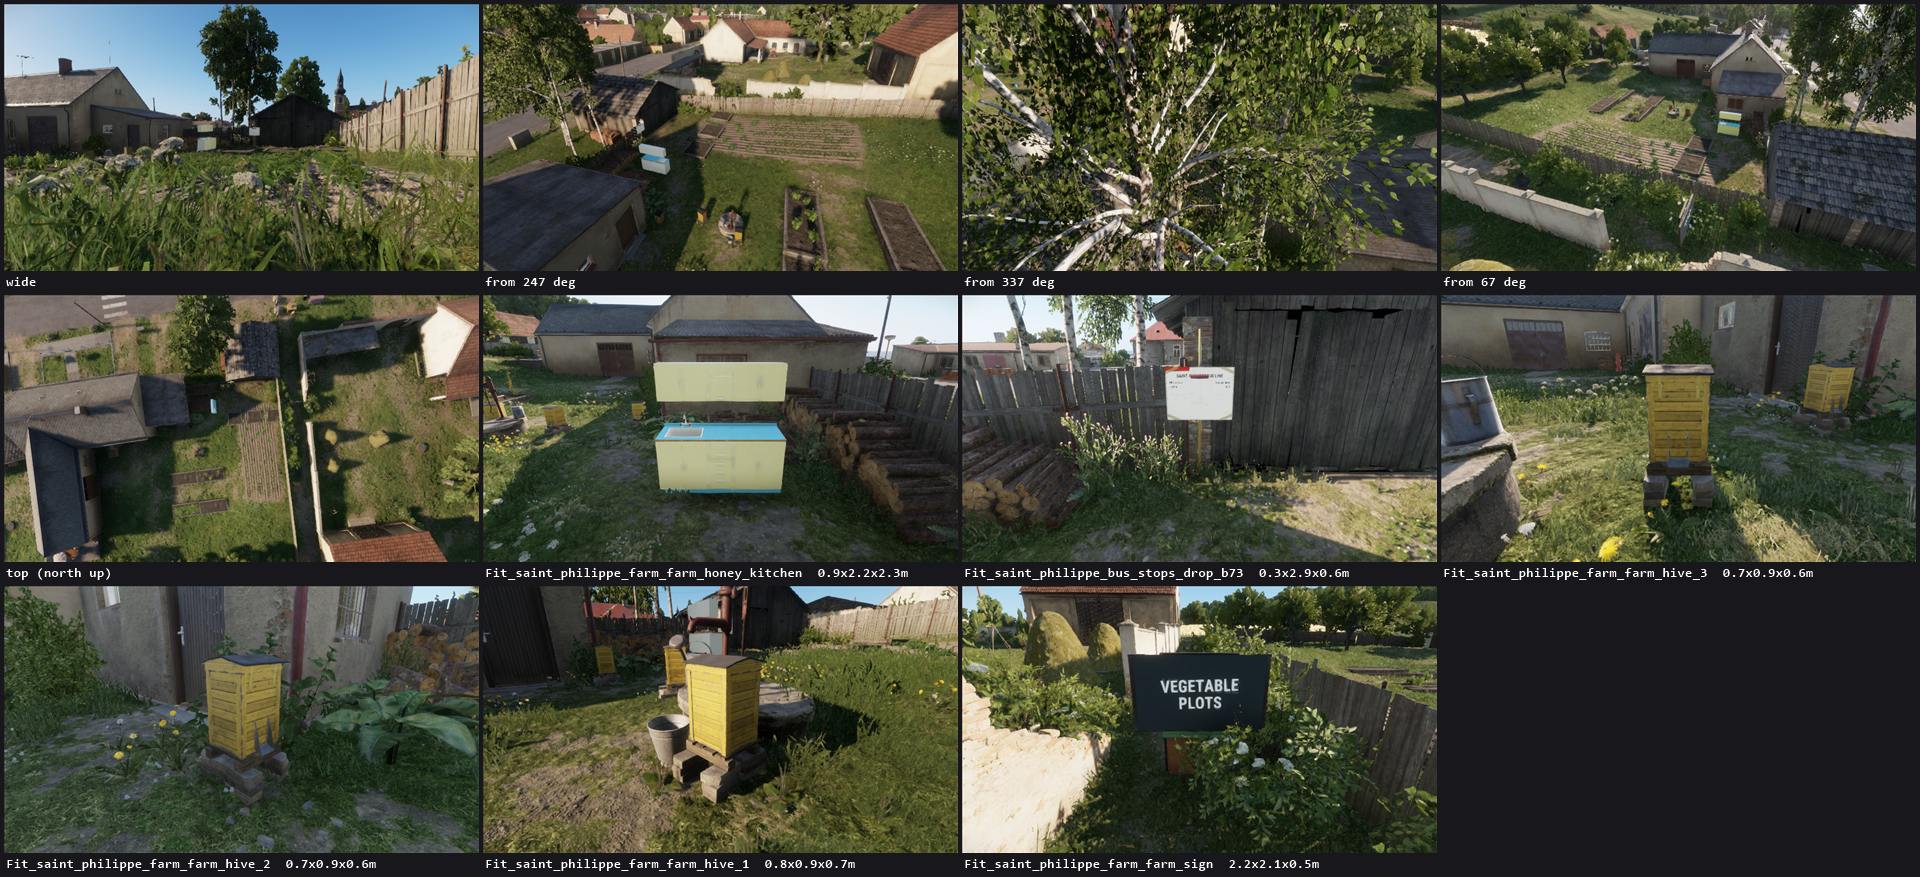 wide
from 247 deg
from 337 deg
from 67 deg
top (north up)
Fit_saint_philippe_farm_farm_honey_kitchen 0.9x2.2x2.3m
SAINT
Fit_saint_philippe_bus_stops_drop_b73 0.3x2.9x0.6m
Fit_saint_philippe_farm_farm_hive_3 0.7x0.9x0.6m
Fit_saint_philippe_farm_farm_hive_2 0.7x0.9x0.6m
Fit_saint_philippe_farm_farm_hive_1 0.8x0.9x0.7m
VEGETABLE
PLOTS
Fit_saint_philippe_farm_farm_sign 2.2x2.1x0.5m